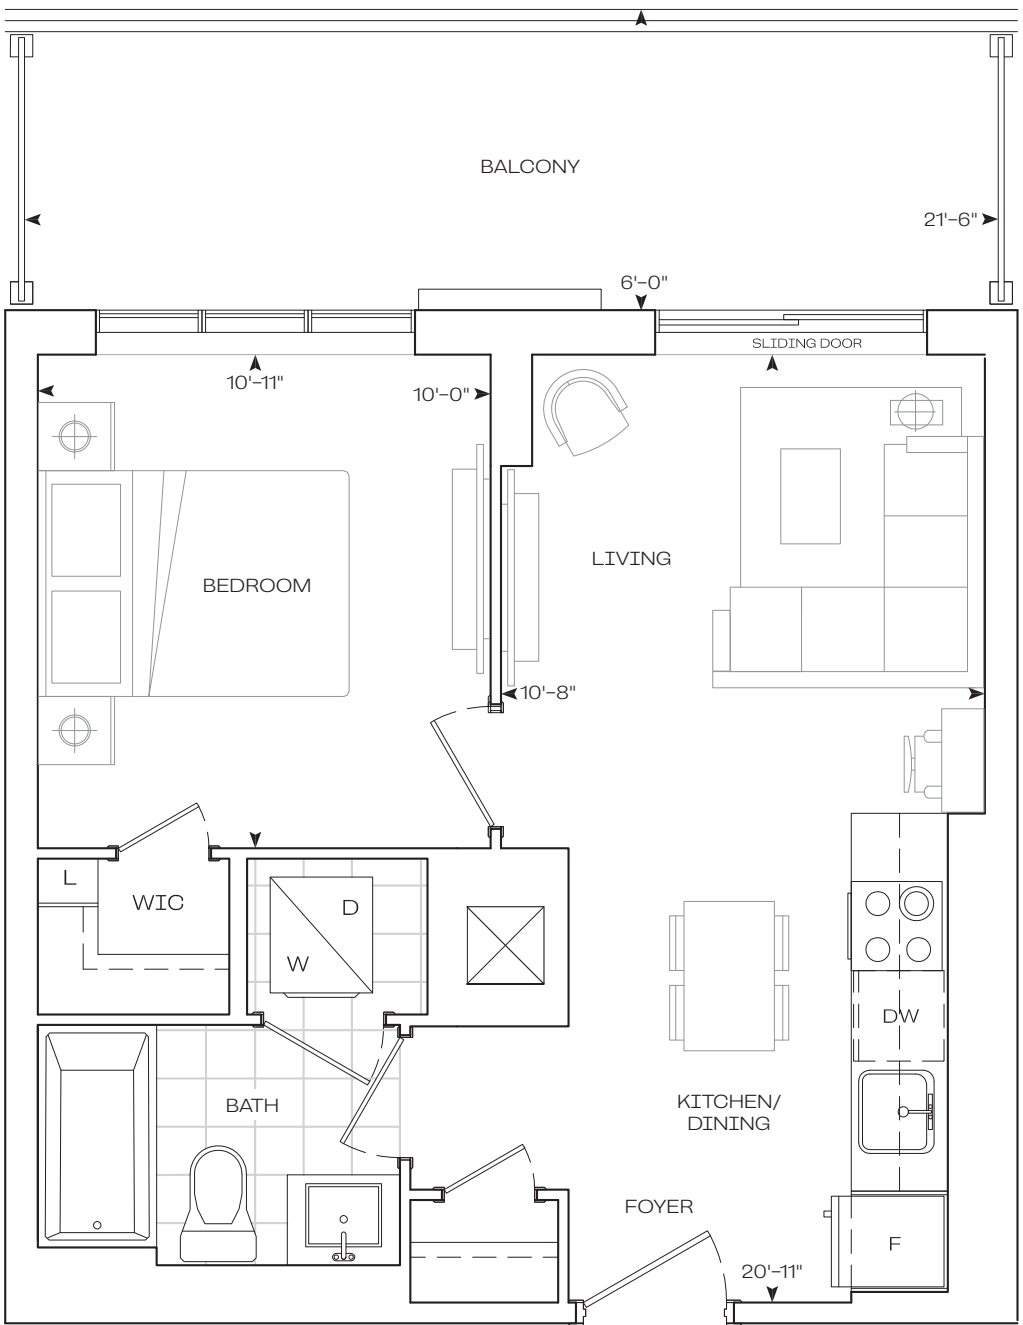 BALCONY
21'-6"
6'-0"
SLIDING DOOR
10'-11"
10'-0"
LIVING
BEDROOM
10'-8"
L
WIC
D
W
DW
BATH
KITCHEN/
DINING
FOYER
F
20'-11"